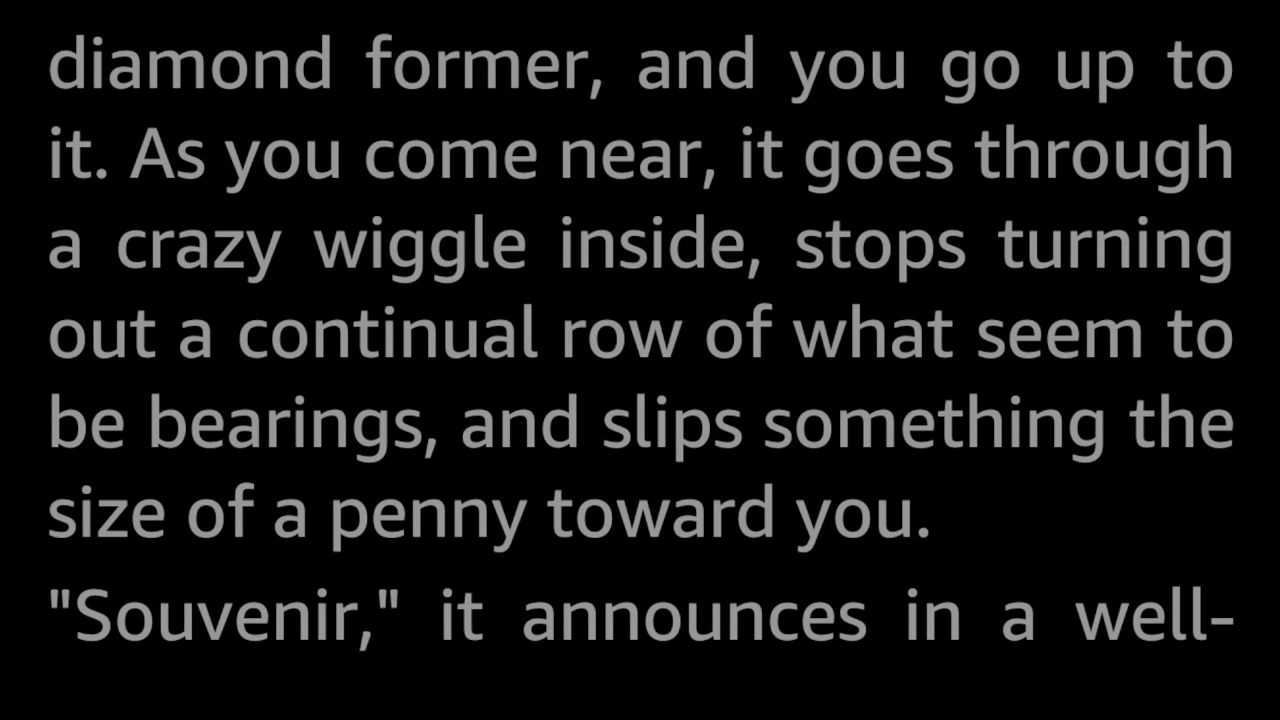 diamond former, and you go up to
it. As you come near, it goes through
a crazy wiggle inside, stops turning
out a continual row of what seem to
be bearings, and slips something the
size of a penny toward you.
"Souvenir," it announces in a well-